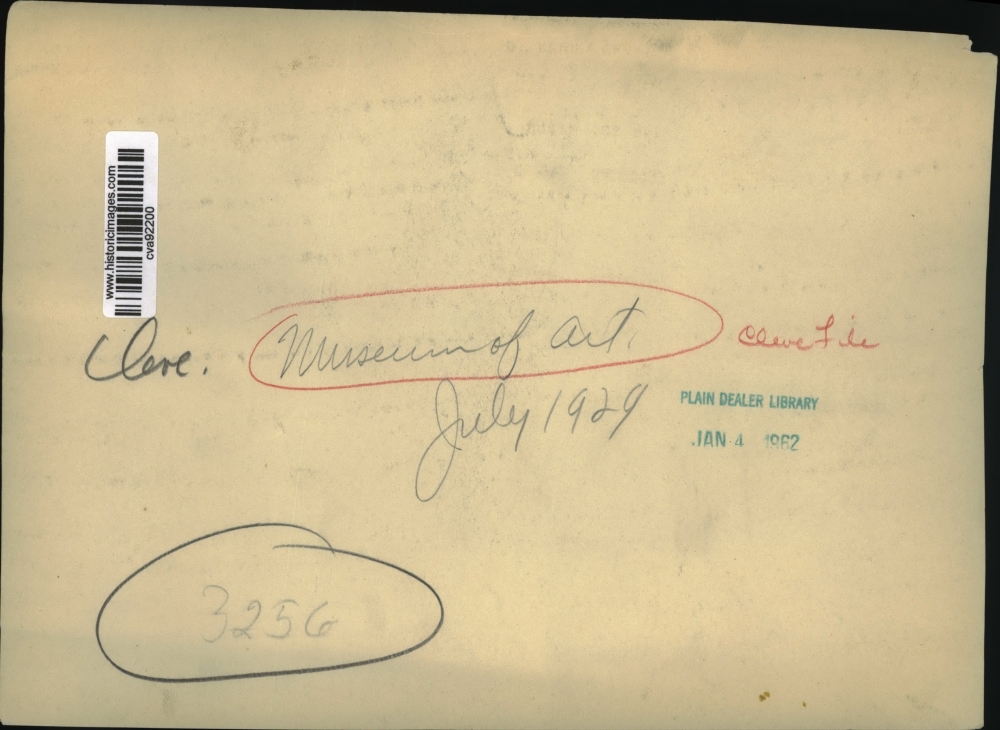 www.historicimages.com
cva92200
Cleve. Museum of Art. Cleve File
July 1929
PLAIN DEALER LIBRARY
JAN 4 1962
3256